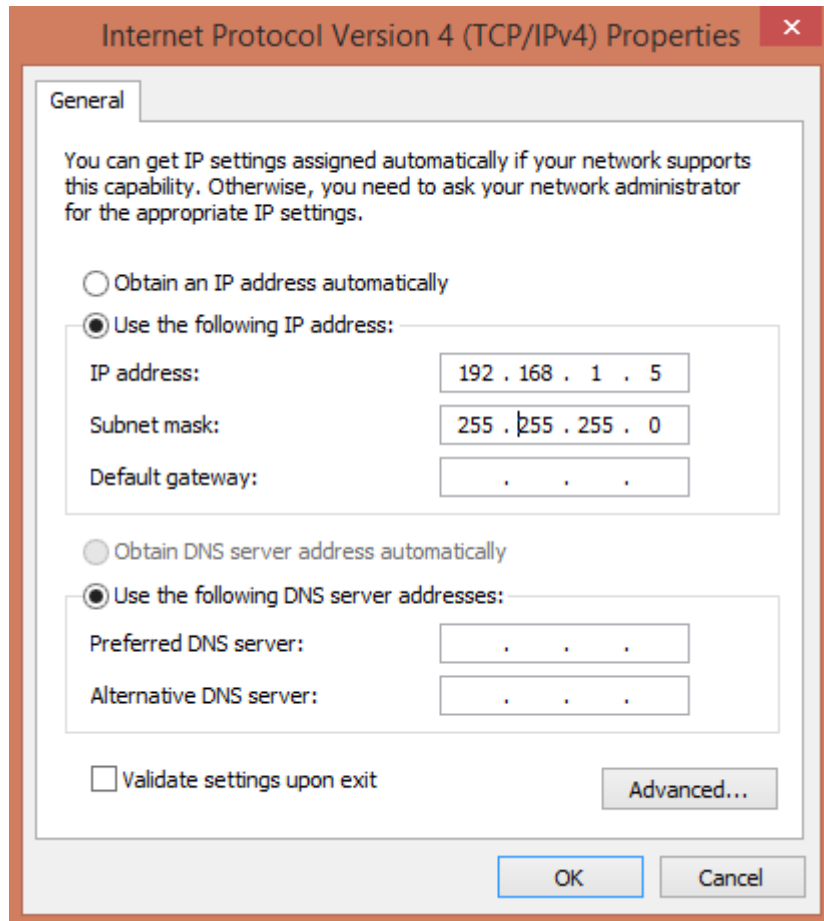 Internet Protocol Version 4 (TCP/IPv4) Properties
General
You can get IP settings assigned automatically if your network supports
this capability. Otherwise, you need to ask your network administrator
for the appropriate IP settings.
Obtain an IP address automatically
Use the following IP address:
IP address: 192 . 168 . 1 . 5
Subnet mask: 255 . 255 . 255 . 0
Default gateway: . . .
Obtain DNS server address automatically
Use the following DNS server addresses:
Preferred DNS server: . . .
Alternative DNS server: . . .
Validate settings upon exit
Advanced...
OK Cancel